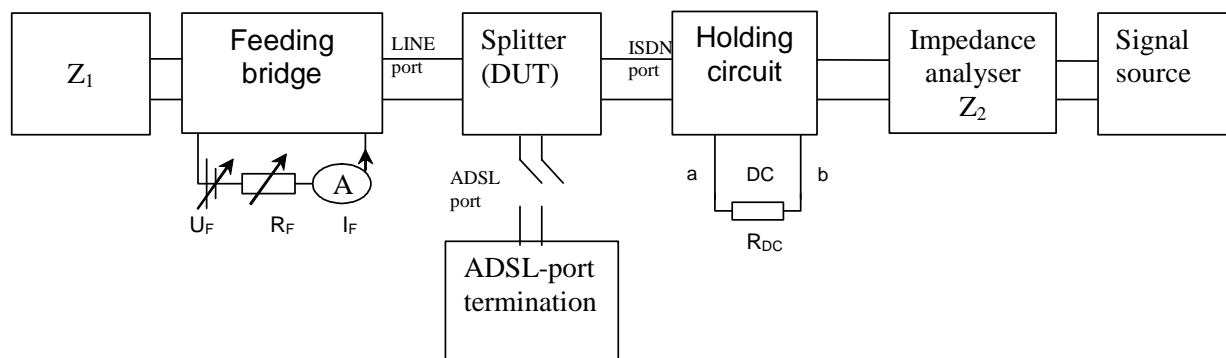 Z1
Feeding
bridge
LINE
port
Splitter
(DUT)
ISDN
port
Holding
circuit
Impedance
analyser
Z2
Signal
source
A
UF
RF
IF
ADSL
port
a
DC
b
RDC
ADSL-port
termination